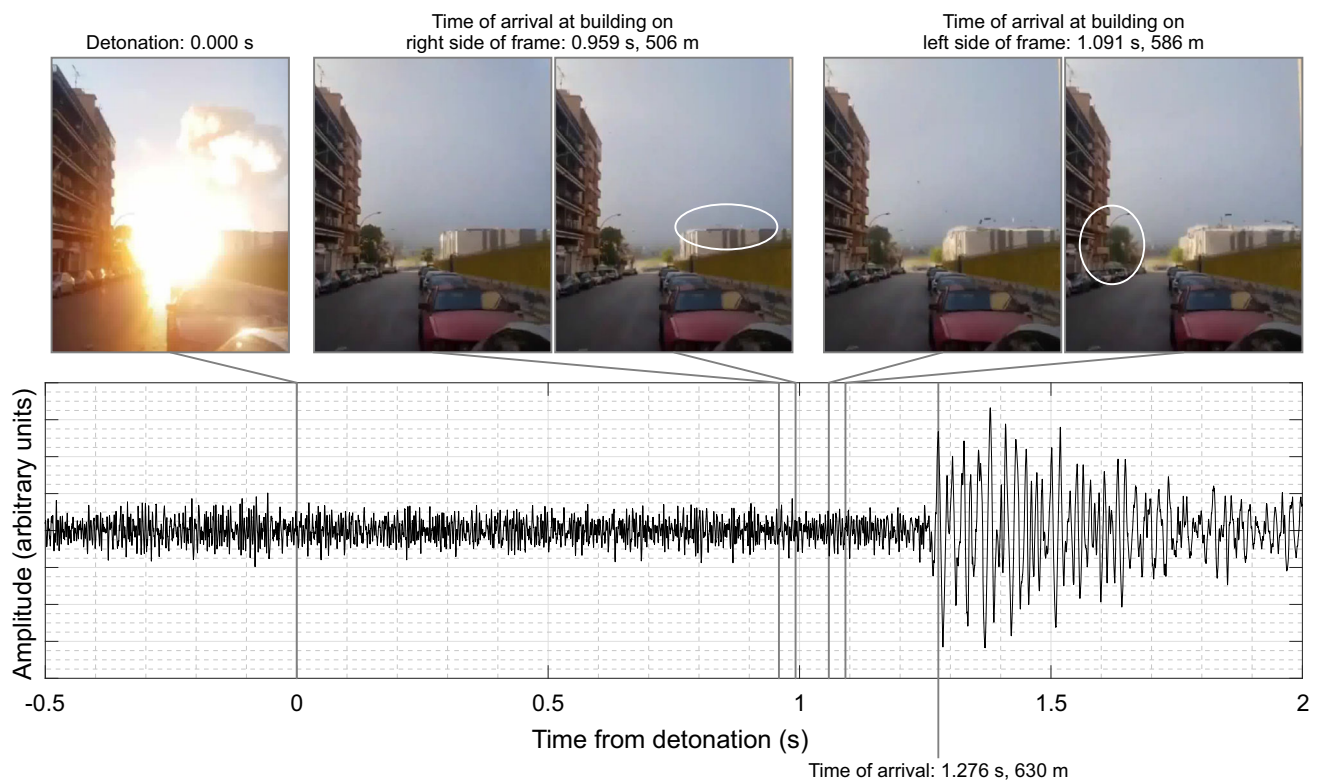 Detonation: 0.000 s
Time of arrival at building on
right side of frame: 0.959 s, 506 m
Time of arrival at building on
left side of frame: 1.091 s, 586 m
Amplitude (arbitrary units)
-0.5 0 0.5 1 1.5 2
Time from detonation (s)
Time of arrival: 1.276 s, 630 m